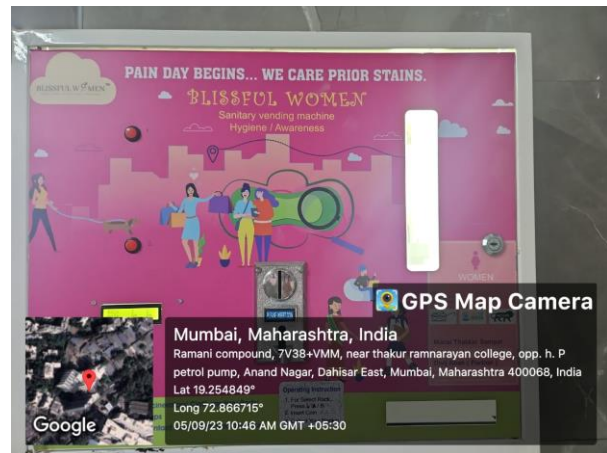 BLISSFUL WOMEN
PAIN DAY BEGINS... WE CARE PRIOR STAINS.
BLISSFUL WOMEN
Sanitary vending machine
Hygiene / Awareness
WOMEN
GPS Map Camera
Mumbai, Maharashtra, India
Ramani compound, 7V38+VMM, near thakur ramnarayan college, opp. h. P
petrol pump, Anand Nagar, Dahisar East, Mumbai, Maharashtra 400068, India
Lat 19.254849°
Long 72.866715°
05/09/23 10:46 AM GMT +05:30
Google
Operating Instruction